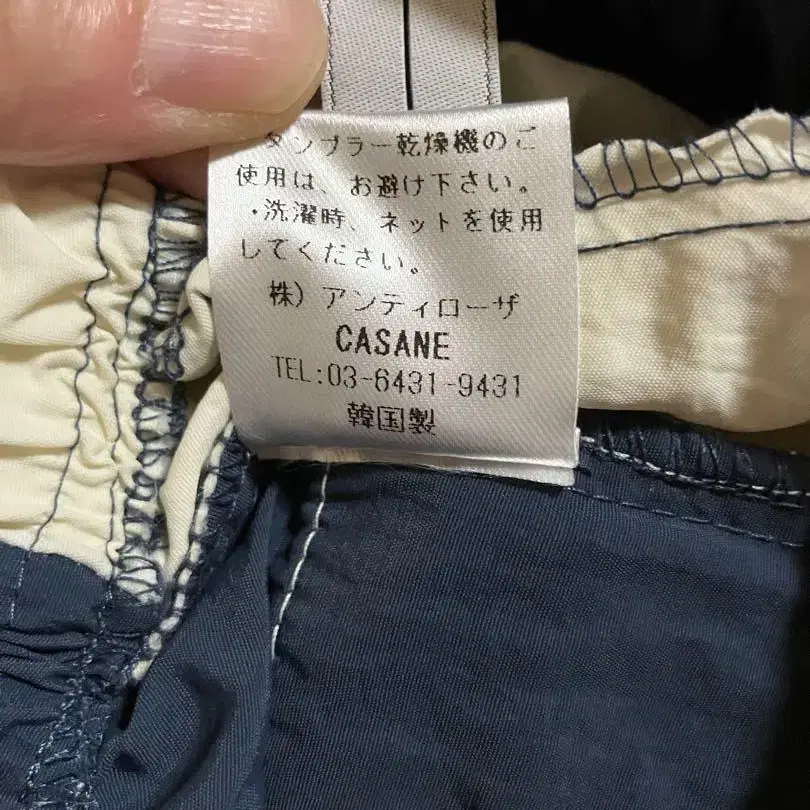 タンブラー乾燥機のご
使用は、お避け下さい。
・洗濯時、ネットを使用
してください。
株）アンティローザ
CASANE
TEL:03-6431-9431
韓国製